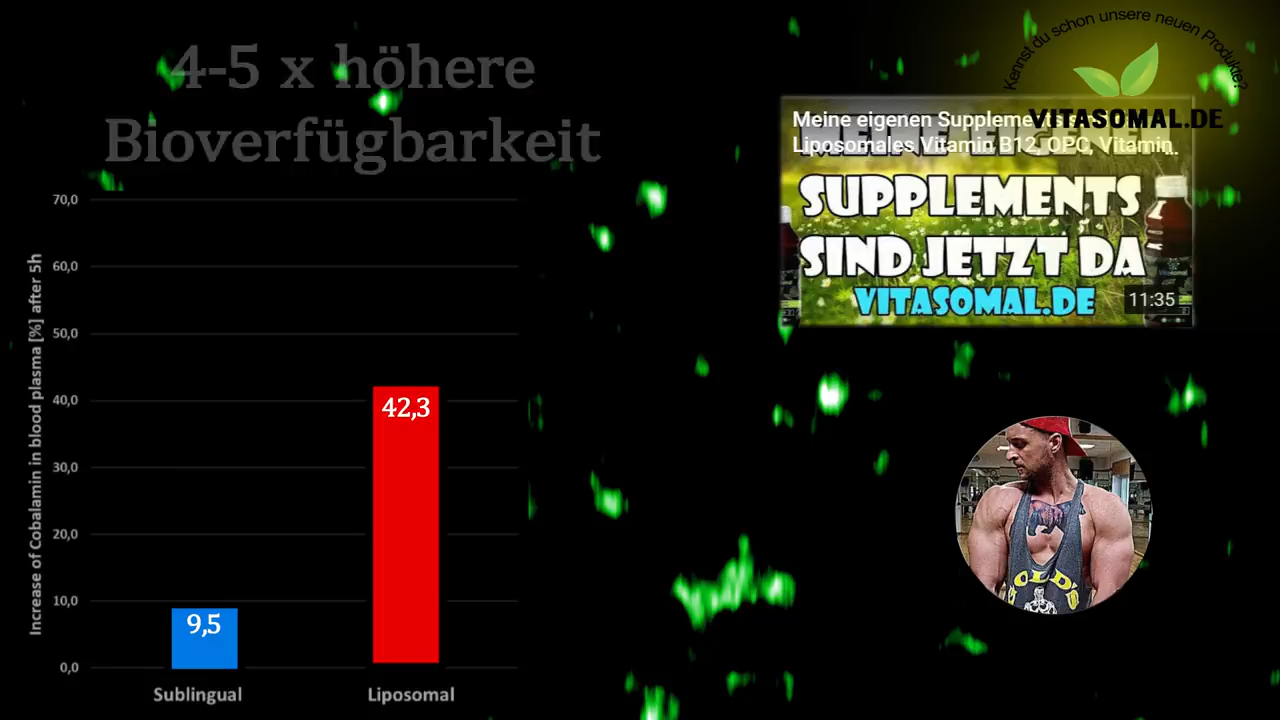 4-5 x höhere
Bioverfügbarkeit
Increase of Cobalamin in blood plasma [%] after 5h
70,0
60,0
50,0
40,0
30,0
20,0
10,0
0,0
42,3
9,5
Sublingual
Liposomal
Kennst du schon unsere neuen Produkte?
VITASOMAL.DE
Meine eigenen Supplements
Liposomales Vitamin B12, OPC, Vitamin..
MEINE EIGENEN
SUPPLEMENTS
SIND JETZT DA
VITASOMAL.DE
11:35
GOLD'S